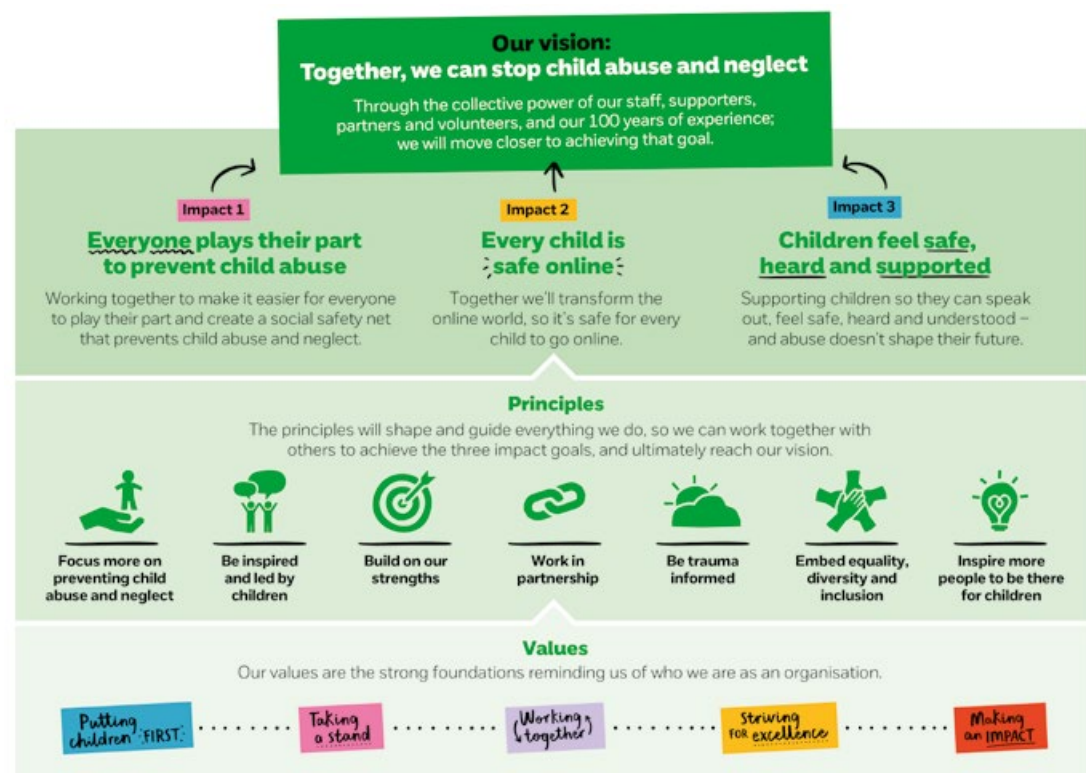 Our vision:
Together, we can stop child abuse and neglect
Through the collective power of our staff, supporters,
partners and volunteers, and our 100 years of experience;
we will move closer to achieving that goal.
Impact 1
Everyone plays their part
to prevent child abuse
Working together to make it easier for everyone
to play their part and create a social safety net
that prevents child abuse and neglect.
Impact 2
Every child is
safe online
Together we'll transform the
online world, so it's safe for every
child to go online.
Impact 3
Children feel safe,
heard and supported
Supporting children so they can speak
out, feel safe, heard and understood –
and abuse doesn't shape their future.
Principles
The principles will shape and guide everything we do, so we can work together with
others to achieve the three impact goals, and ultimately reach our vision.
Focus more on
preventing child
abuse and neglect
Be inspired
and led by
children
Build on our
strengths
Work in
partnership
Be trauma
informed
Embed equality,
diversity and
inclusion
Inspire more
people to be there
for children
Values
Our values are the strong foundations reminding us of who we are as an organisation.
Putting
children FIRST
Taking
a stand
Working
together
Striving
FOR excellence
Making
an IMPACT